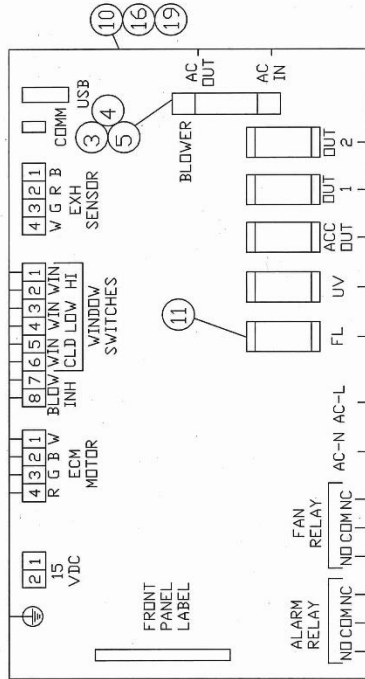 10 16 19
2 1
15
VDC
4 3 2 1
R G B W
ECM
MOTOR
8 7 6 5 4 3 2 1
BLOW WIN WIN WIN
INH CLD LOW HI
WINDOW
SWITCHES
4 3 2 1
W G R B
EXH
SENSOR
COMM
USB
3 4
5
FRONT
PANEL
LABEL
11
BLOWER
AC
OUT
AC
IN
ALARM
RELAY
NO COM NC
FAN
RELAY
NO COM NC
AC-N AC-L
FL
UV
ACC
OUT
OUT
1
OUT
2